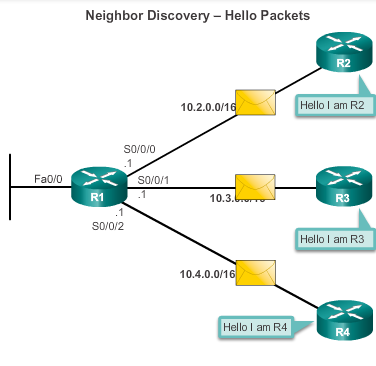 Neighbor Discovery – Hello Packets
R2
Hello I am R2
10.2.0.0/16
S0/0/0
.1
Fa0/0
R1
S0/0/1
.1
R3
Hello I am R3
.1
S0/0/2
10.4.0.0/16
Hello I am R4
R4